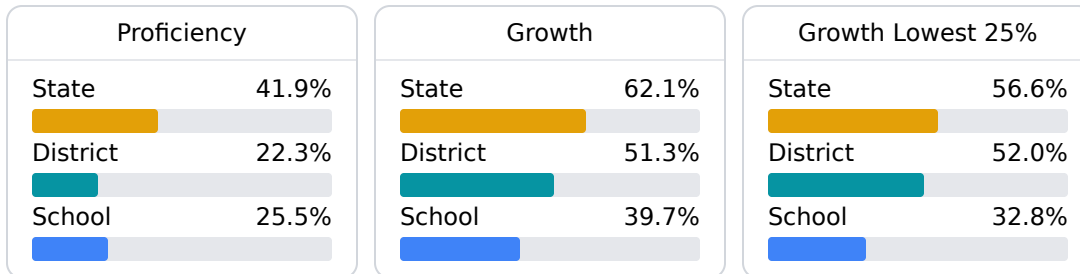 Proficiency
State 41.9%
District 22.3%
School 25.5%
Growth
State 62.1%
District 51.3%
School 39.7%
Growth Lowest 25%
State 56.6%
District 52.0%
School 32.8%